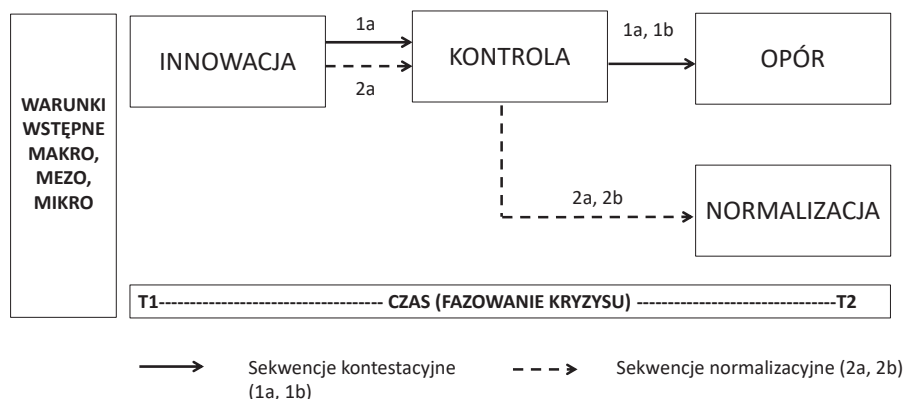 WARUNKI
WSTĘPNE
MAKRO,
MEZO,
MIKRO
INNOWACJA
1a
2a
KONTROLA
1a, 1b
OPÓR
2a, 2b
NORMALIZACJA
T1------------------------------------- CZAS (FAZOWANIE KRYZYSU) ---------------------------------T2
Sekwencje kontestacyjne
(1a, 1b)
Sekwencje normalizacyjne (2a, 2b)